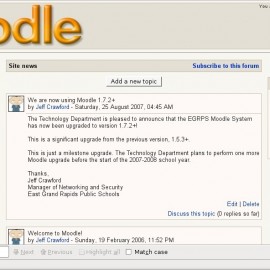 You
odle
Site news
Subscribe to this forum
Add a new topic
We are now using Moodle 1.7.2+
by Jeff Crawford - Saturday, 25 August 2007, 04:45 AM
The Technology Department is pleased to announce that the EGRPS Moodle System
has now been upgraded to version 1.7.2+!
This is a significant upgrade from the previous version, 1.5.3+.
This is just a milestone upgrade. The Technology Department plans to perform one more
Moodle upgrade before the start of the 2007-2008 school year.
Thanks,
Jeff Crawford
Manager of Networking and Security
East Grand Rapids Public Schools
Edit | Delete
Discuss this topic (0 replies so far)
Welcome to Moodle!
by Jeff Crawford - Sunday, 19 February 2006, 11:52 PM
Next Previous Highlight all Match case